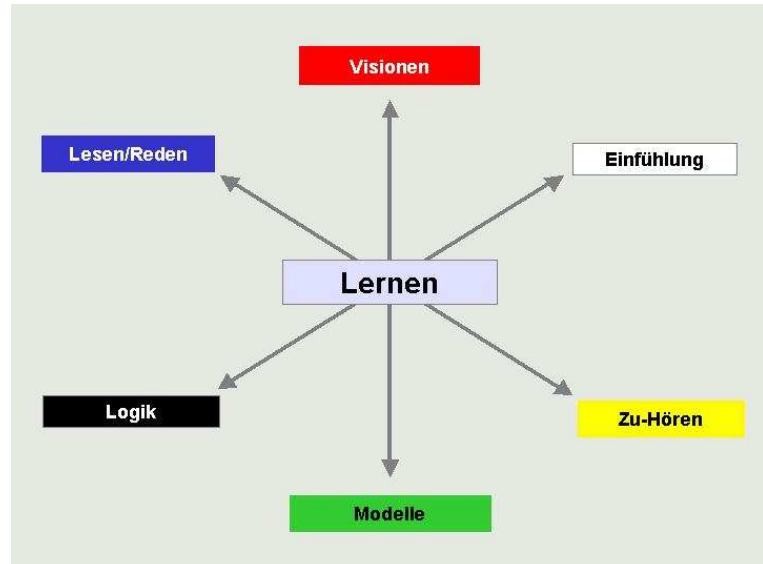 Visionen
Lesen/Reden
Einfühlung
Lernen
Logik
Zu-Hören
Modelle